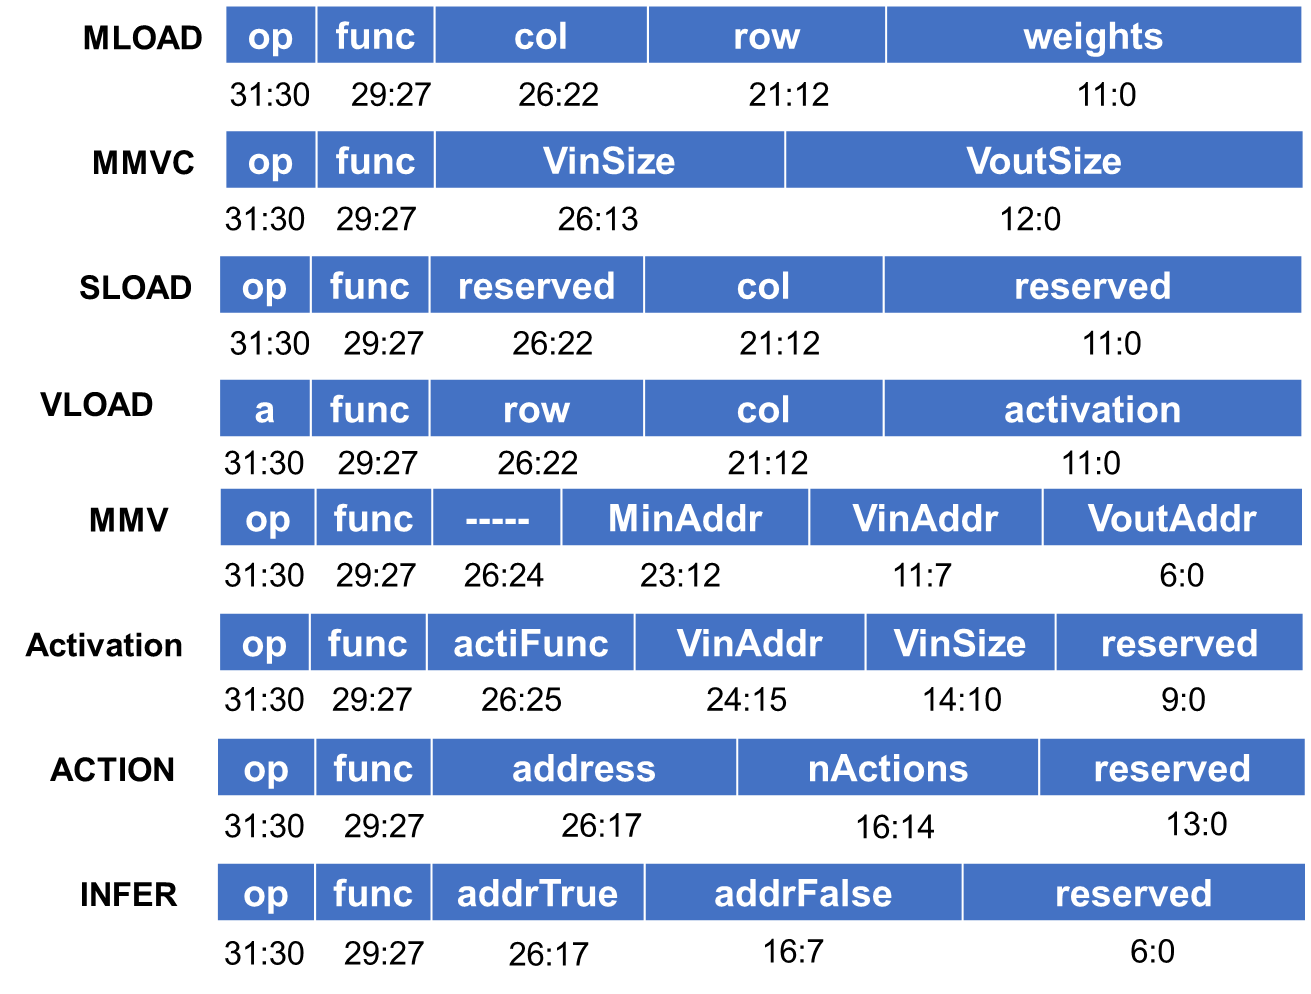 MLOAD op func col row weights
31:30 29:27 26:22 21:12 11:0
MMVC op func VinSize VoutSize
31:30 29:27 26:13 12:0
SLOAD op func reserved col reserved
31:30 29:27 26:22 21:12 11:0
VLOAD a func row col activation
31:30 29:27 26:22 21:12 11:0
MMV op func ----- MinAddr VinAddr VoutAddr
31:30 29:27 26:24 23:12 11:7 6:0
Activation op func actiFunc VinAddr VinSize reserved
31:30 29:27 26:25 24:15 14:10 9:0
ACTION op func address nActions reserved
31:30 29:27 26:17 16:14 13:0
INFER op func addrTrue addrFalse reserved
31:30 29:27 26:17 16:7 6:0